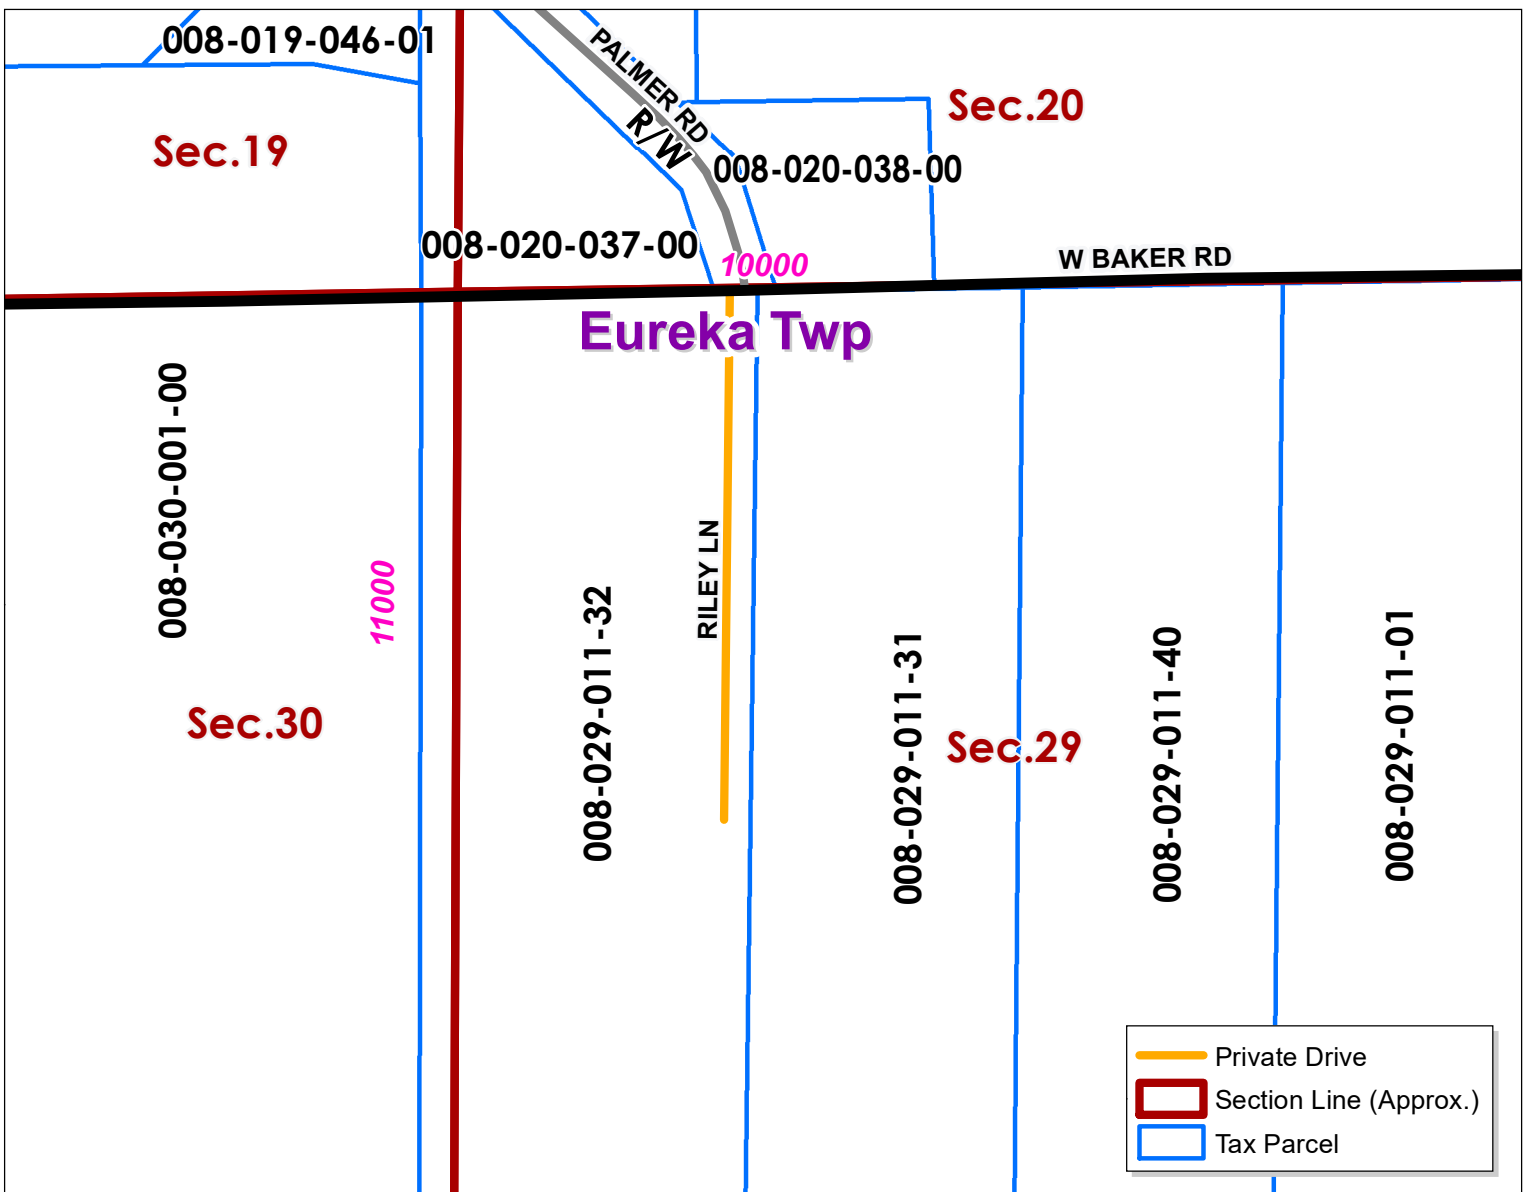 008-019-046-01
PALMER RD
Sec.20
R/W
Sec.19
008-020-038-00
008-020-037-00
10000
W BAKER RD
Eureka Twp
008-030-001-00
11000
RILEY LN
008-029-011-32
008-029-011-31
008-029-011-40
008-029-011-01
Sec.30
Sec.29
Private Drive
Section Line (Approx.)
Tax Parcel